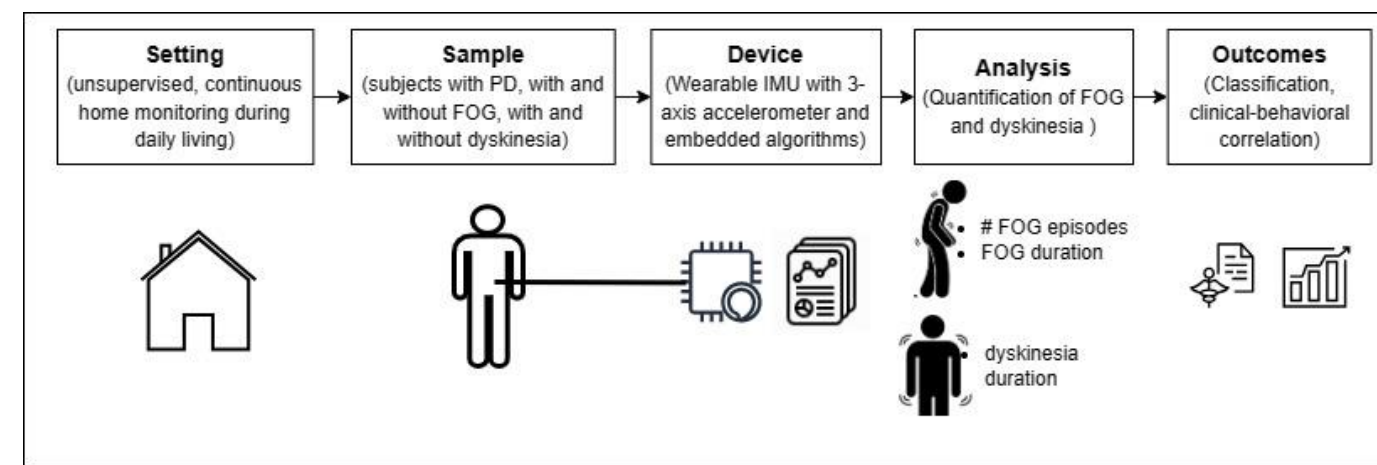 Setting
(unsupervised, continuous
home monitoring during
daily living)
Sample
(subjects with PD, with and
without FOG, with and
without dyskinesia)
Device
(Wearable IMU with 3-
axis accelerometer and
embedded algorithms)
Analysis
(Quantification of FOG
and dyskinesia )
Outcomes
(Classification,
clinical-behavioral
correlation)
• # FOG episodes
• FOG duration
• dyskinesia
duration